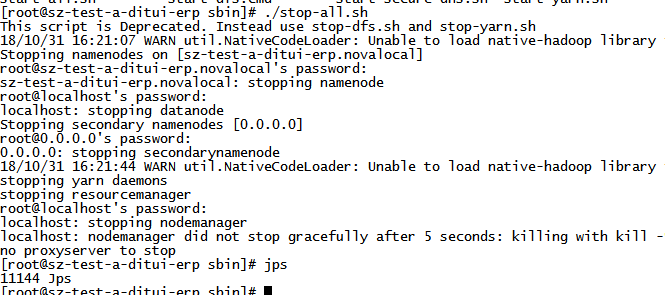 [root@sz-test-a-ditui-erp sbin]# ./stop-all.sh
This script is Deprecated. Instead use stop-dfs.sh and stop-yarn.sh
18/10/31 16:21:07 WARN util.NativeCodeLoader: Unable to load native-hadoop library
Stopping namenodes on [sz-test-a-ditui-erp.novalocal]
root@sz-test-a-ditui-erp.novalocal's password:
sz-test-a-ditui-erp.novalocal: stopping namenode
root@localhost's password:
localhost: stopping datanode
Stopping secondary namenodes [0.0.0.0]
root@0.0.0.0's password:
0.0.0.0: stopping secondarynamenode
18/10/31 16:21:44 WARN util.NativeCodeLoader: Unable to load native-hadoop library
stopping yarn daemons
stopping resourcemanager
root@localhost's password:
localhost: stopping nodemanager
localhost: nodemanager did not stop gracefully after 5 seconds: killing with kill -
no proxyserver to stop
[root@sz-test-a-ditui-erp sbin]# jps
11144 Jps
[root@sz-test-a-ditui-erp sbin]#